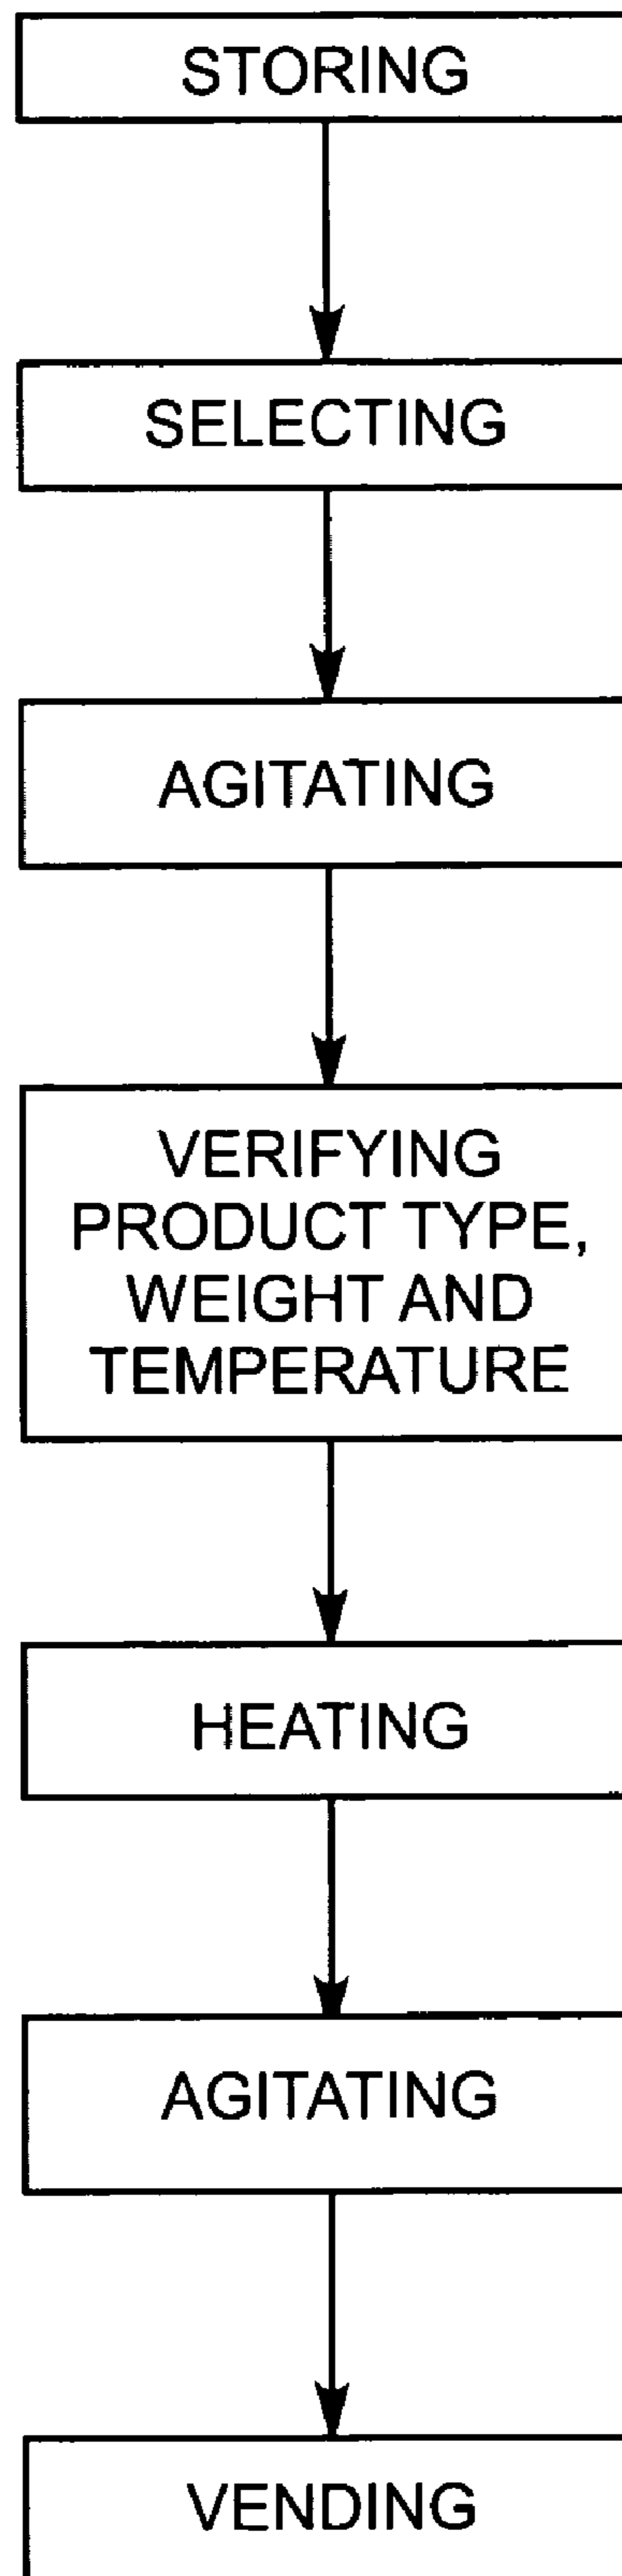 STORING
SELECTING
AGITATING
VERIFYING
PRODUCT TYPE,
WEIGHT AND
TEMPERATURE
HEATING
AGITATING
VENDING